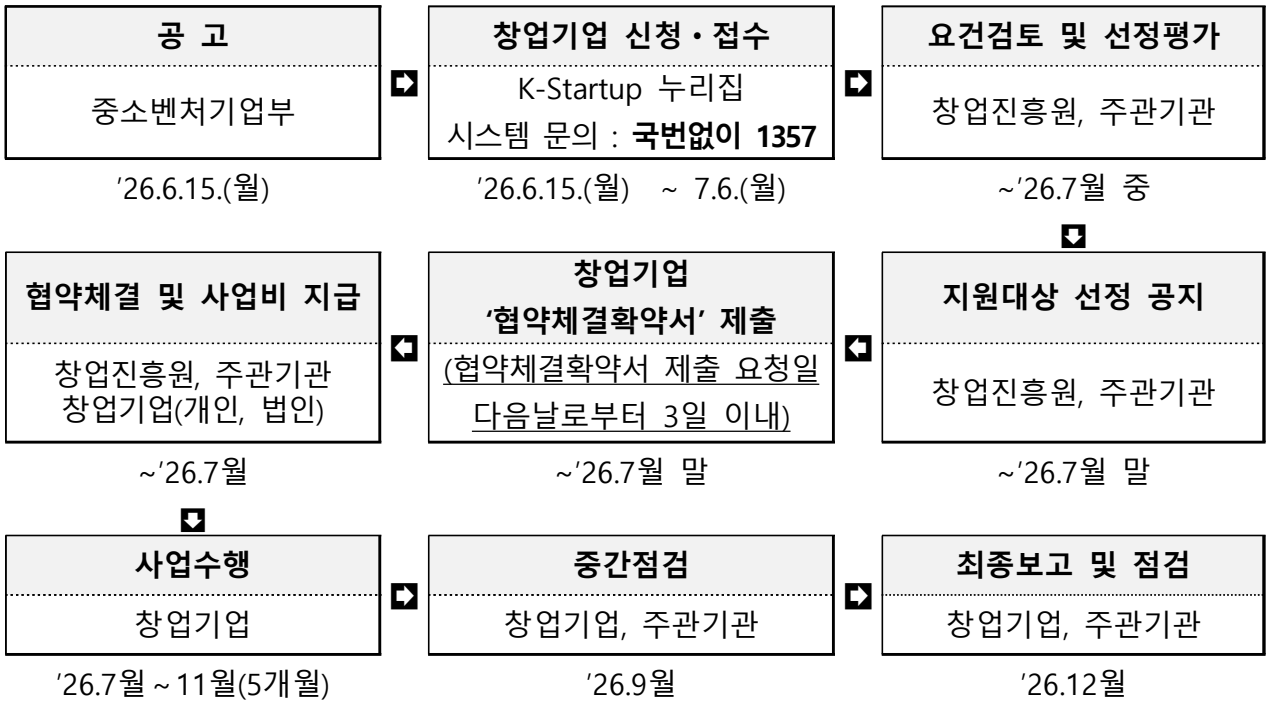 공 고
중소벤처기업부
’26.6.15.(월)
창업기업 신청・접수
K-Startup 누리집
시스템 문의 : 국번없이 1357
’26.6.15.(월) ~ 7.6.(월)
요건검토 및 선정평가
창업진흥원, 주관기관
~’26.7월 중
지원대상 선정 공지
창업진흥원, 주관기관
~’26.7월 말
창업기업
‘협약체결확약서’ 제출
(협약체결확약서 제출 요청일
다음날로부터 3일 이내)
~’26.7월 말
협약체결 및 사업비 지급
창업진흥원, 주관기관
창업기업(개인, 법인)
~’26.7월
사업수행
창업기업
’26.7월 ~ 11월(5개월)
중간점검
창업기업, 주관기관
’26.9월
최종보고 및 점검
창업기업, 주관기관
’26.12월